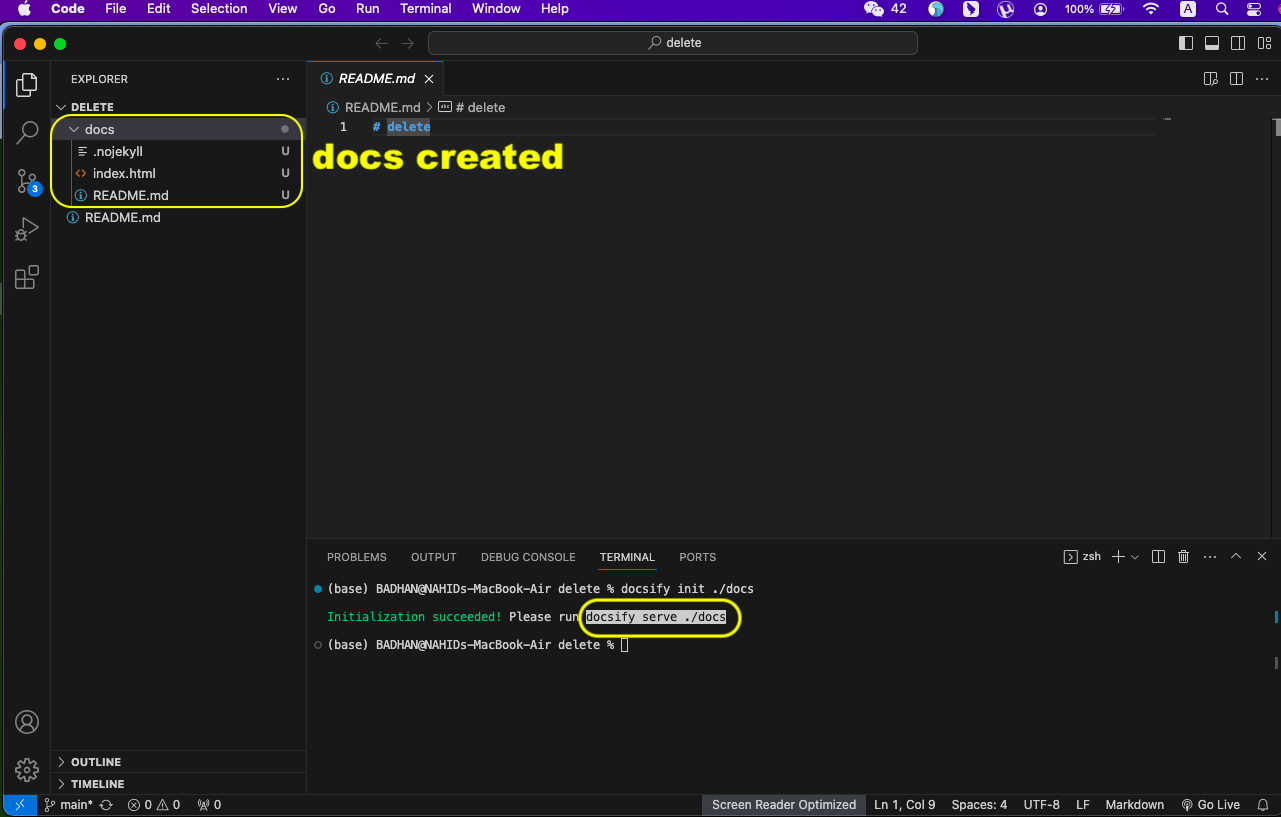 Code File Edit Selection View Go Run Terminal Window Help 42 100% A
delete
EXPLORER
README.md
DELETE
README.md > # delete
docs
1 # delete
.nojekyll U
docs created
index.html U
3
README.md U
README.md
PROBLEMS OUTPUT DEBUG CONSOLE TERMINAL PORTS zsh
(base) BADHAN@NAHIDs-MacBook-Air delete % docsify init ./docs
Initialization succeeded! Please run docsify serve ./docs
(base) BADHAN@NAHIDs-MacBook-Air delete %
OUTLINE
TIMELINE
main* 0 0 0 Screen Reader Optimized Ln 1, Col 9 Spaces: 4 UTF-8 LF Markdown Go Live